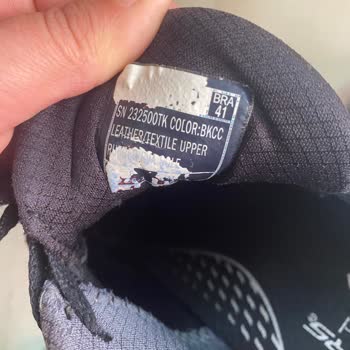 BRA
41
SN 232500TK COLOR:BKCC
LEATHER/TEXTILE UPPER